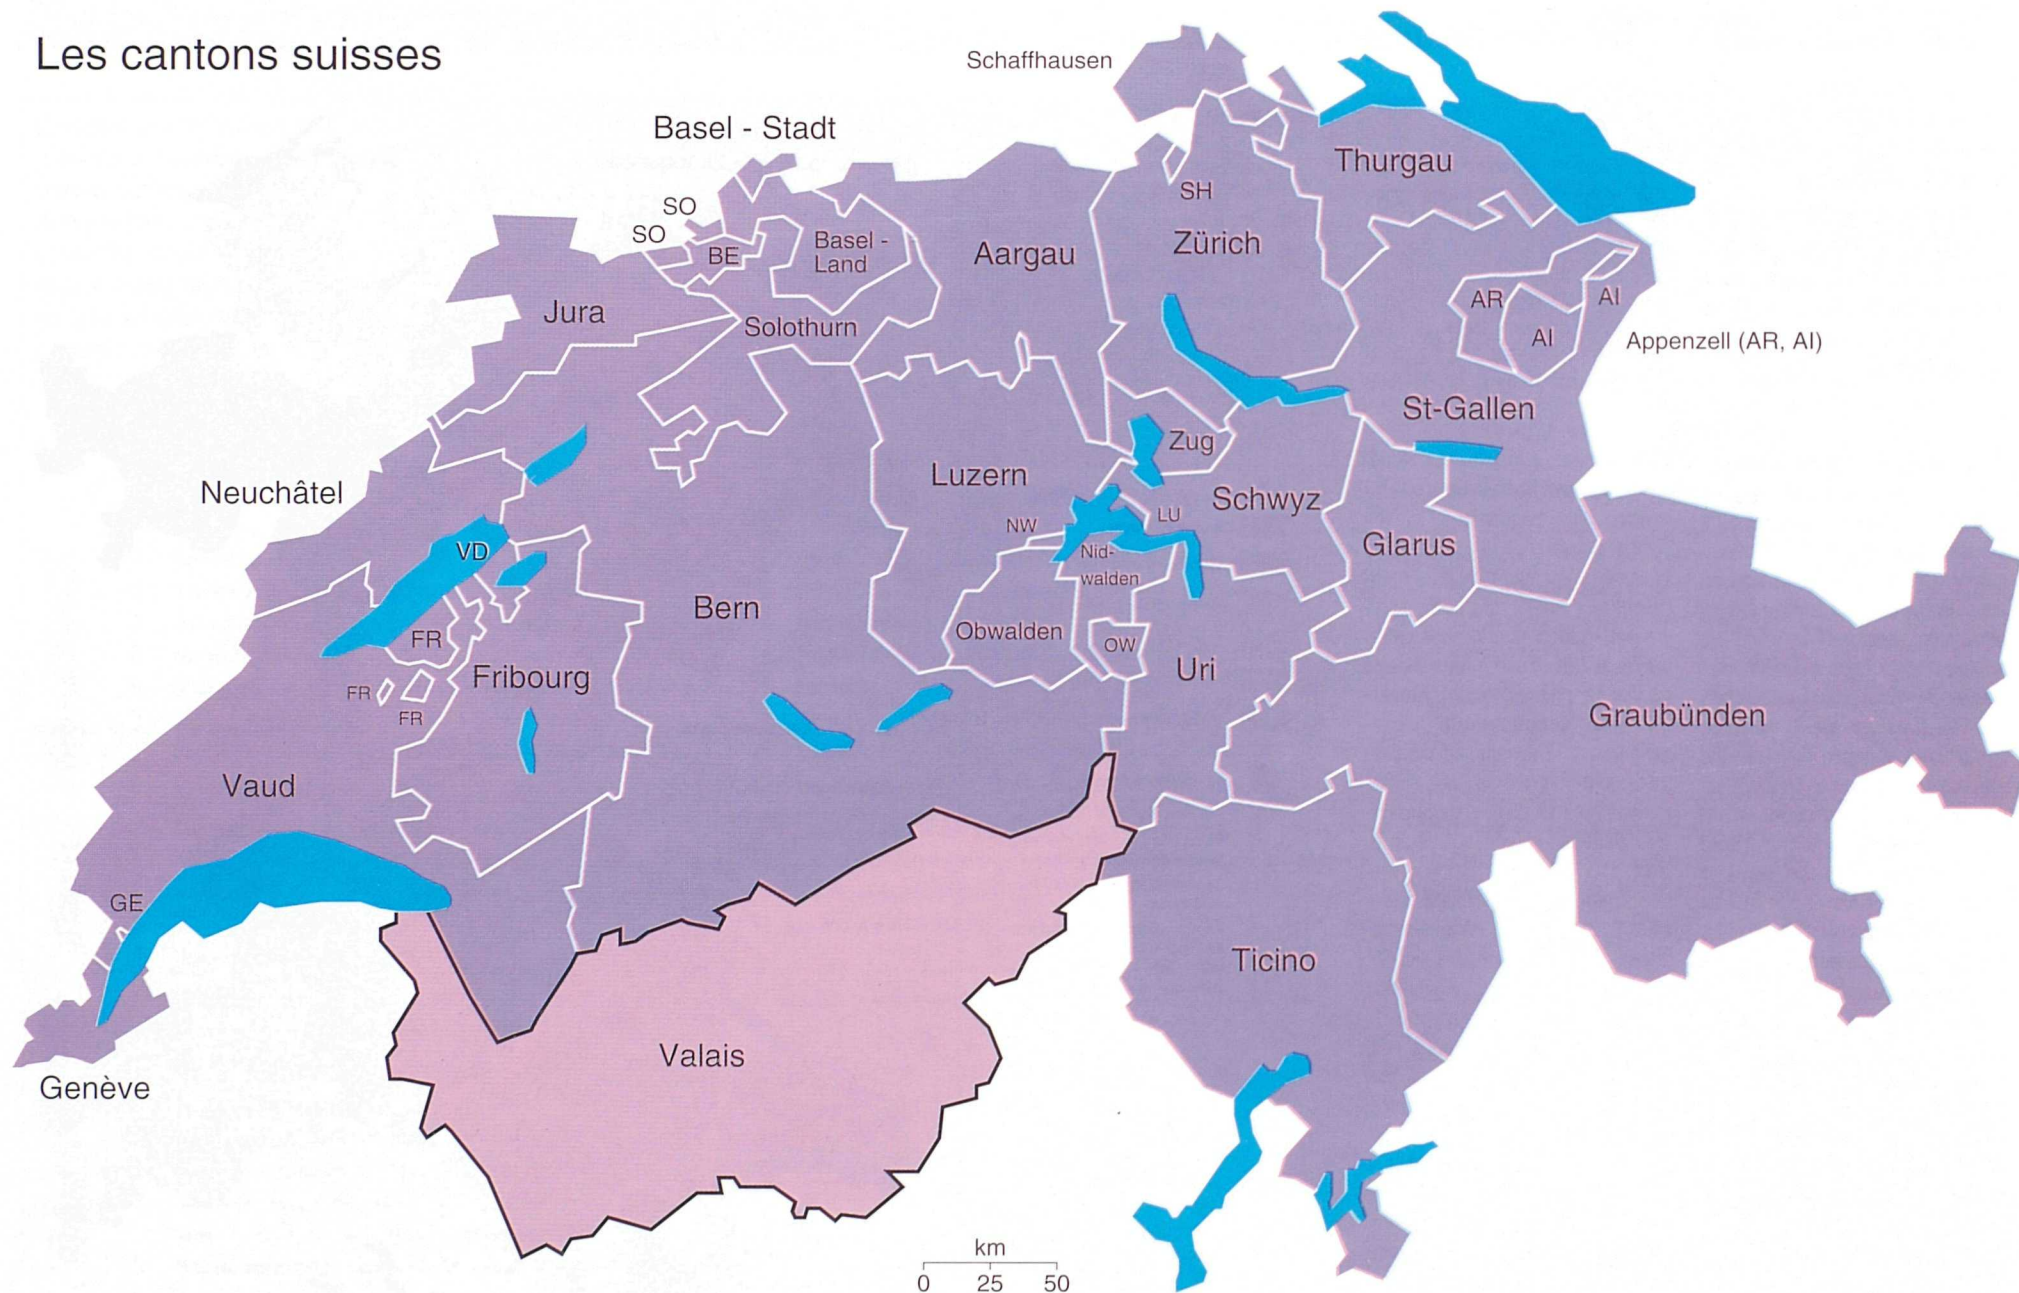 Les cantons suisses
Schaffhausen
Basel - Stadt
Thurgau
SH
SO
SO
BE
Basel -
Land
Aargau
Zürich
AR
AI
AI
Jura
Solothurn
Appenzell (AR, AI)
St-Gallen
Zug
Luzern
Neuchâtel
Schwyz
LU
NW
Glarus
VD
Nid-
walden
Bern
Obwalden
OW
FR
Fribourg
Uri
FR
FR
Graubünden
Vaud
GE
Ticino
Valais
Genève
km
0 25 50